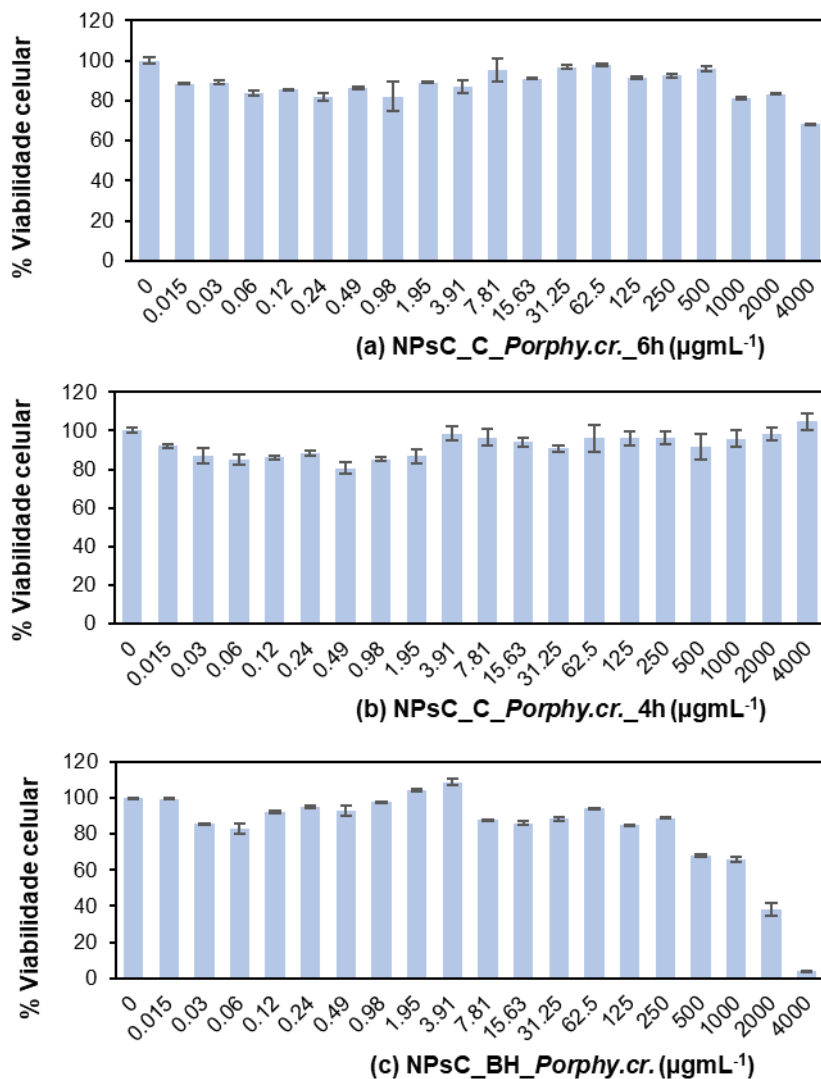 % Viabilidade celular
120
100
80
60
40
20
0
0 0.015 0.03 0.06 0.12 0.24 0.49 0.98 1.95 3.91 7.81 15.63 31.25 62.5 125 250 500 1000 2000 4000
(a) NPsC_C_Porphy.cr._6h (µgmL-1)
% Viabilidade celular
120
100
80
60
40
20
0
0 0.015 0.03 0.06 0.12 0.24 0.49 0.98 1.95 3.91 7.81 15.63 31.25 62.5 125 250 500 1000 2000 4000
(b) NPsC_C_Porphy.cr._4h (µgmL-1)
% Viabilidade celular
120
100
80
60
40
20
0
0 0.015 0.03 0.06 0.12 0.24 0.49 0.98 1.95 3.91 7.81 15.63 31.25 62.5 125 250 500 1000 2000 4000
(c) NPsC_BH_Porphy.cr. (µgmL-1)